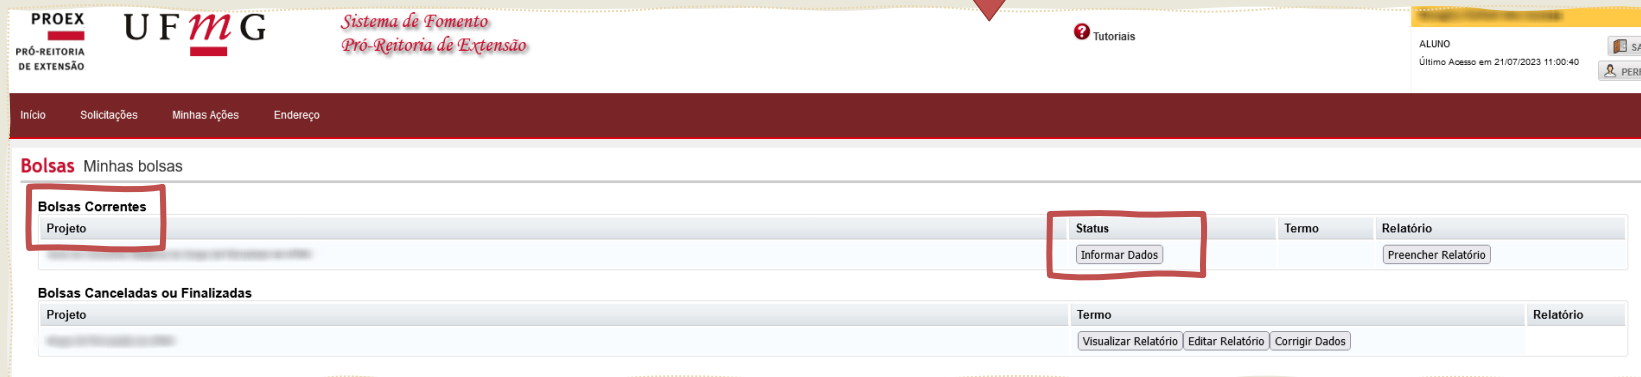 PROEX
PRÓ-REITORIA
DE EXTENSÃO
UFmG
Sistema de Fomento
Pró-Reitoria de Extensão
Tutoriais
ALUNO
Último Acesso em 21/07/2023 11:00:40
Início Solicitações Minhas Ações Endereço
Bolsas Minhas bolsas
Bolsas Correntes
Projeto Status Termo Relatório
Informar Dados Preencher Relatório
Bolsas Canceladas ou Finalizadas
Projeto Termo Relatório
Visualizar Relatório Editar Relatório Corrigir Dados